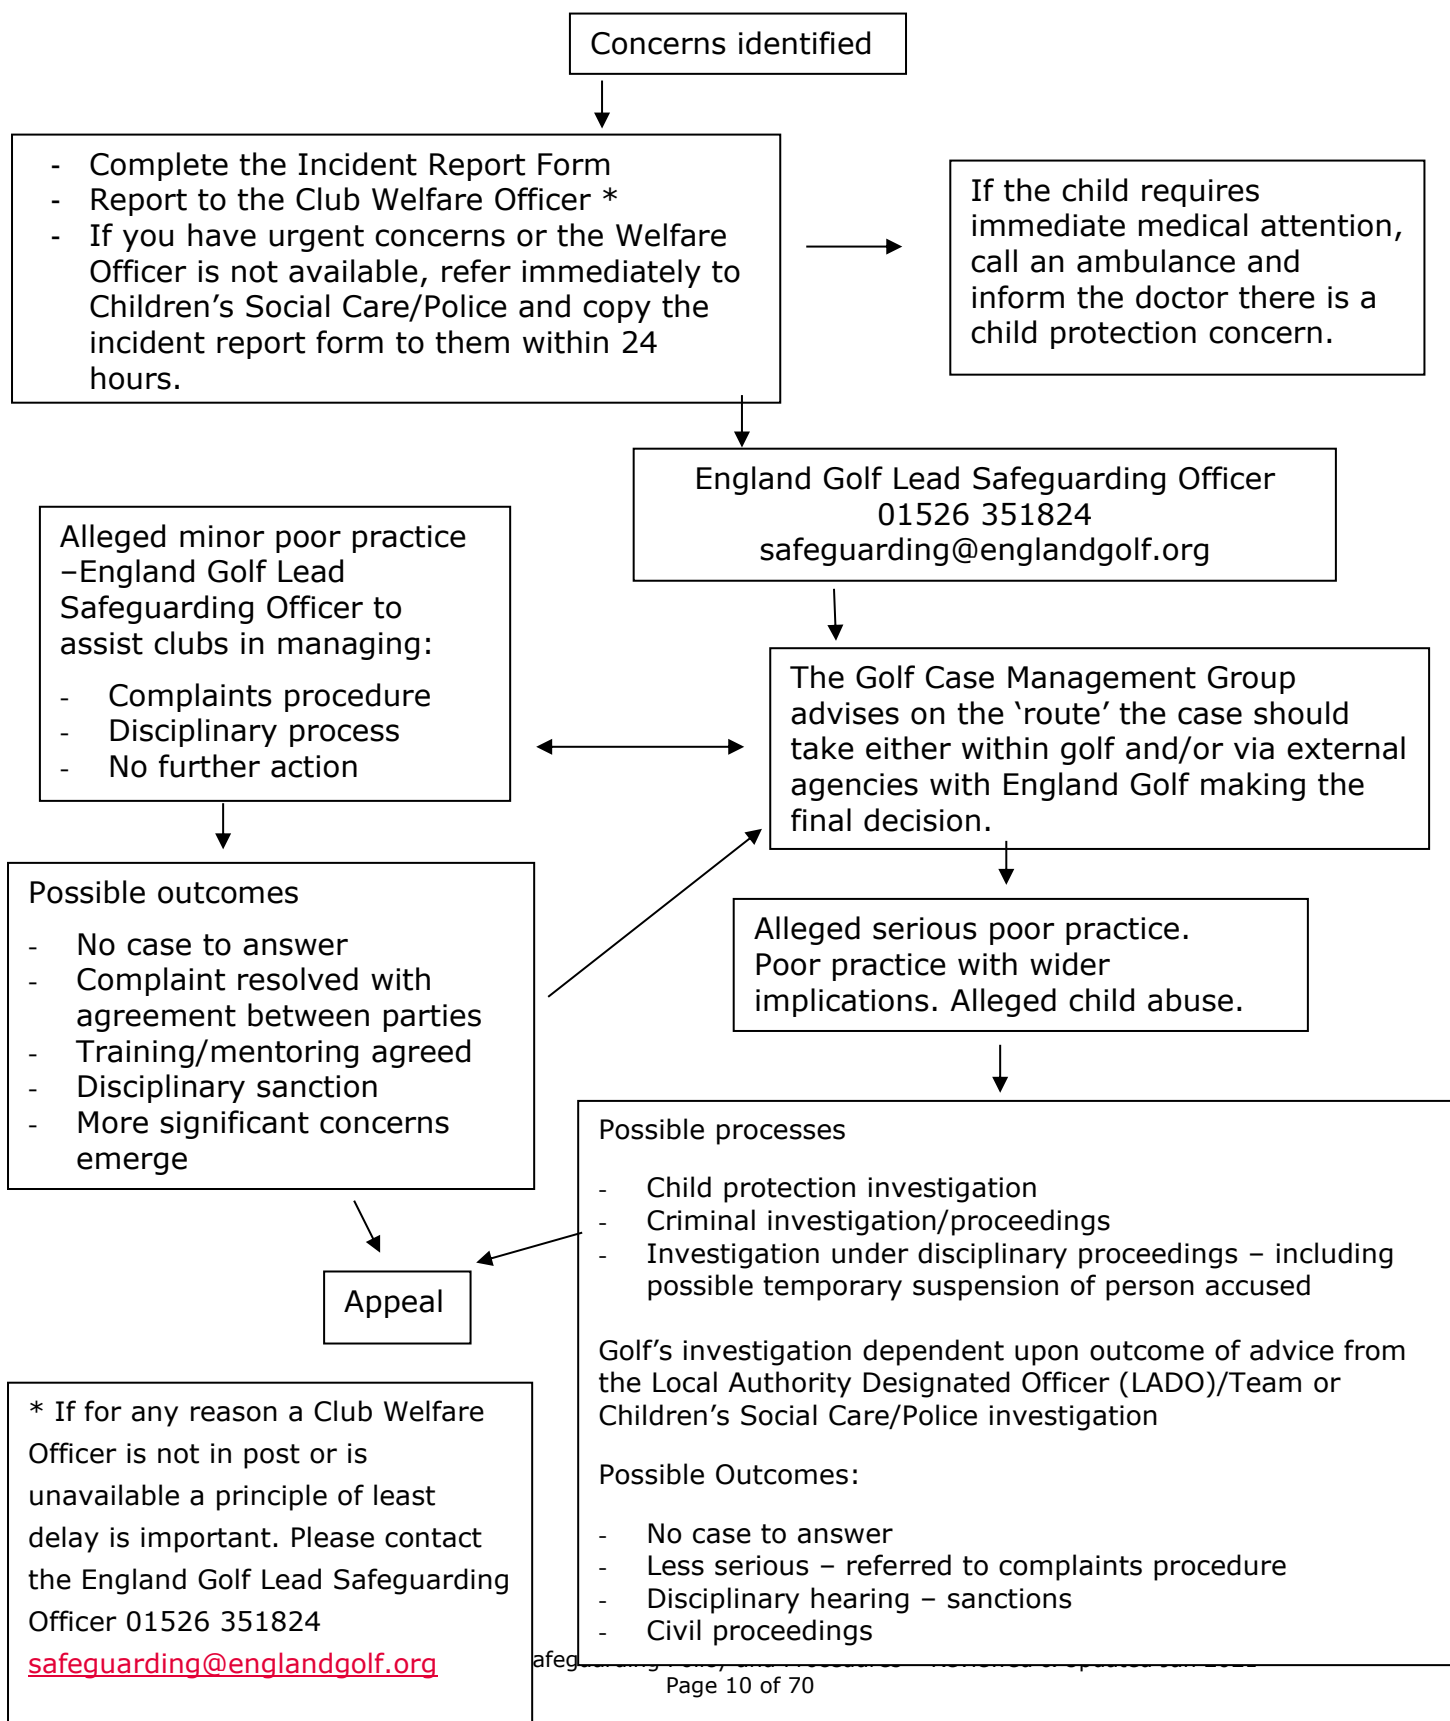 Concerns identified
- Complete the Incident Report Form
- Report to the Club Welfare Officer *
- If you have urgent concerns or the Welfare
Officer is not available, refer immediately to
Children’s Social Care/Police and copy the
incident report form to them within 24
hours.
If the child requires
immediate medical attention,
call an ambulance and
inform the doctor there is a
child protection concern.
England Golf Lead Safeguarding Officer
01526 351824
safeguarding@englandgolf.org
Alleged minor poor practice
–England Golf Lead
Safeguarding Officer to
assist clubs in managing:
- Complaints procedure
- Disciplinary process
- No further action
The Golf Case Management Group
advises on the ‘route’ the case should
take either within golf and/or via external
agencies with England Golf making the
final decision.
Possible outcomes
- No case to answer
- Complaint resolved with
agreement between parties
- Training/mentoring agreed
- Disciplinary sanction
- More significant concerns
emerge
Alleged serious poor practice.
Poor practice with wider
implications. Alleged child abuse.
Possible processes
- Child protection investigation
- Criminal investigation/proceedings
- Investigation under disciplinary proceedings – including
possible temporary suspension of person accused
Golf’s investigation dependent upon outcome of advice from
the Local Authority Designated Officer (LADO)/Team or
Children’s Social Care/Police investigation
Possible Outcomes:
- No case to answer
- Less serious – referred to complaints procedure
- Disciplinary hearing – sanctions
- Civil proceedings
Appeal
* If for any reason a Club Welfare
Officer is not in post or is
unavailable a principle of least
delay is important. Please contact
the England Golf Lead Safeguarding
Officer 01526 351824
safeguarding@englandgolf.org
Page 10 of 70